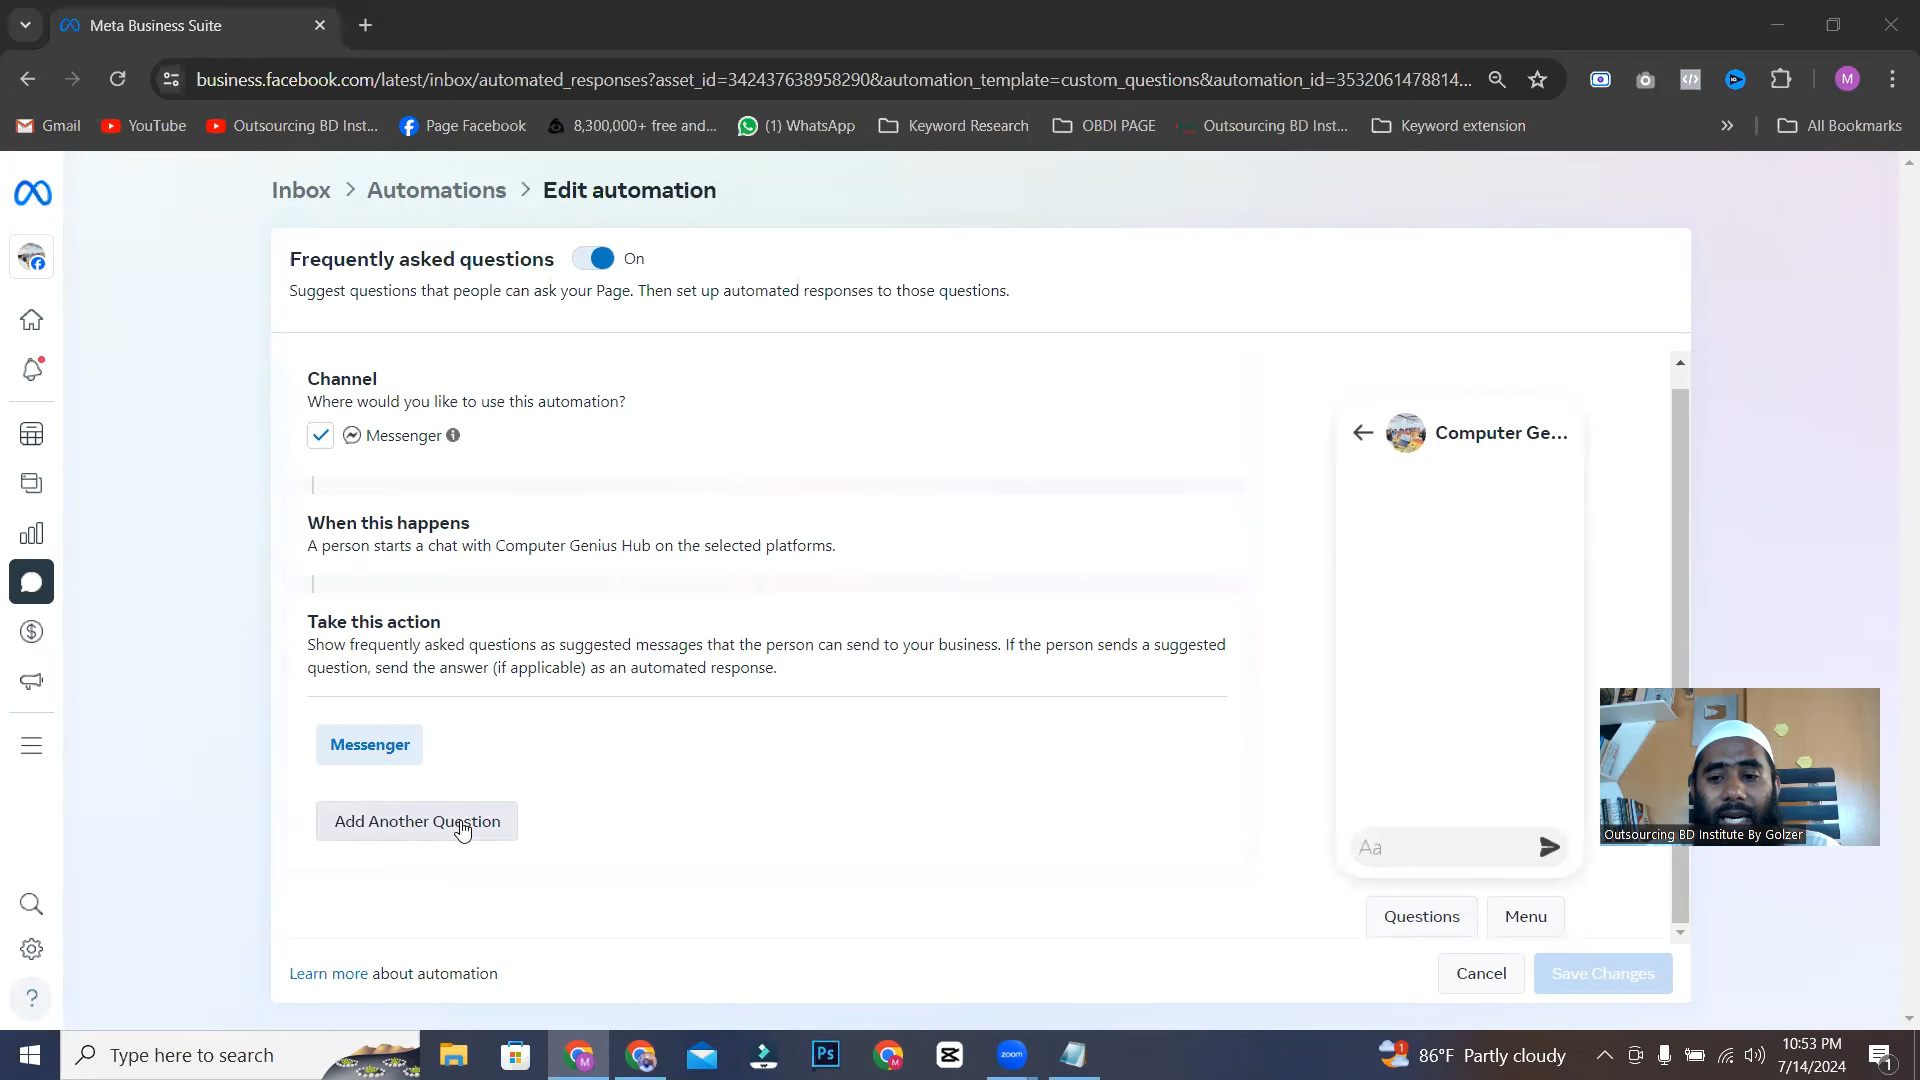 Meta Business Suite
business.facebook.com/latest/inbox/automated_responses?asset_id=342437638958290&automation_template=custom_questions&automation_id=3532061478814...
M
Gmail
YouTube
Outsourcing BD Inst...
Page Facebook
8,300,000+ free and...
(1) WhatsApp
Keyword Research
OBDI PAGE
Outsourcing BD Inst...
Keyword extension
All Bookmarks
Inbox > Automations > Edit automation
Frequently asked questions
On
Suggest questions that people can ask your Page. Then set up automated responses to those questions.
Channel
Where would you like to use this automation?
Messenger
When this happens
A person starts a chat with Computer Genius Hub on the selected platforms.
Take this action
Show frequently asked questions as suggested messages that the person can send to your business. If the person sends a suggested
question, send the answer (if applicable) as an automated response.
Messenger
Add Another Question
Computer Ge...
Aa
Questions
Menu
Outsourcing BD Institute By Golzer
Learn more about automation
Cancel
Save Changes
Type here to search
Ps
M
zoom
1
86°F Partly cloudy
10:53 PM
7/14/2024
1